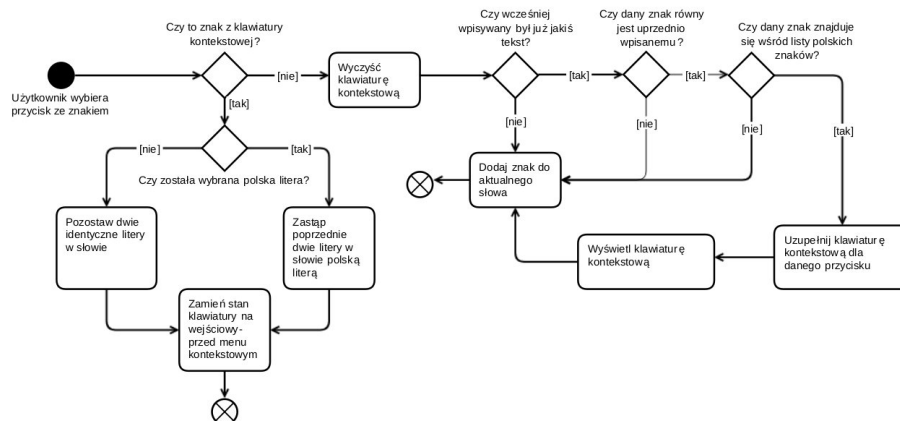 Czy to znak z klawiatury
kontekstowej?
Czy wcześniej
wpisywany był już jakiś
tekst?
Czy dany znak równy
jest uprzednio
wpisanemu?
Czy dany znak znajduje
się wśród listy polskich
znaków?
Użytkownik wybiera
przycisk ze znakiem
[nie]
Wyczyść
klawiaturę
kontekstową
[tak]
[tak]
[tak]
[nie]
[nie]
[nie]
[tak]
[nie]
[tak]
Czy została wybrana polska litera?
Dodaj znak do
aktualnego
słowa
Pozostaw dwie
identyczne litery
w słowie
Zastąp
poprzednie
dwie litery w
słowie polską
literą
Wyświetl klawiaturę
kontekstową
Uzupełnij klawiaturę
kontekstową dla
danego przycisku
[tak]
Zamień stan
klawiatury na
wejściowy-
przed menu
kontekstowym